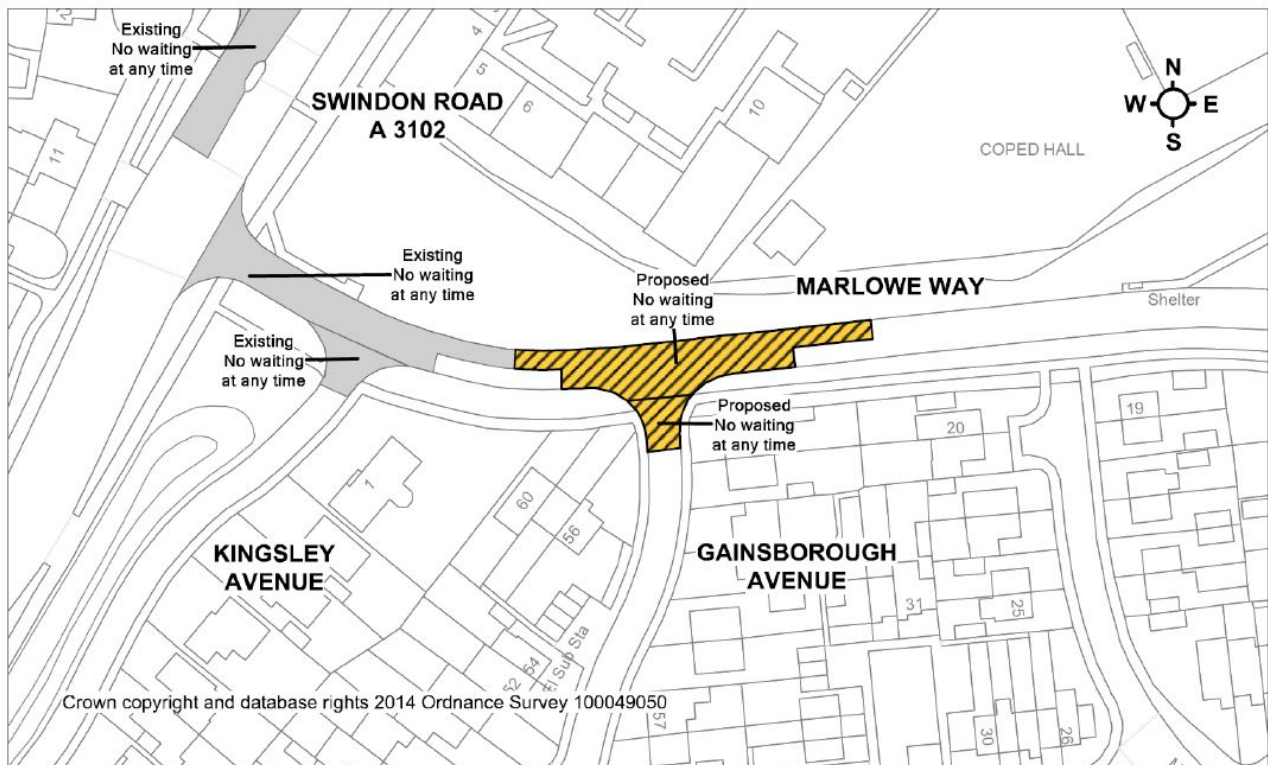 12
Existing
No waiting
at any time
SWINDON ROAD
A 3102
4
5
6
10
11
N
W E
S
COPED HALL
Existing
No waiting
at any time
Proposed
No waiting
at any time
MARLOWE WAY
Shelter
Existing
No waiting
at any time
Proposed
No waiting
at any time
1
60
56
20
19
KINGSLEY
AVENUE
GAINSBOROUGH
AVENUE
31
25
El Sub Sta
54
52
57
30
26
Crown copyright and database rights 2014 Ordnance Survey 100049050